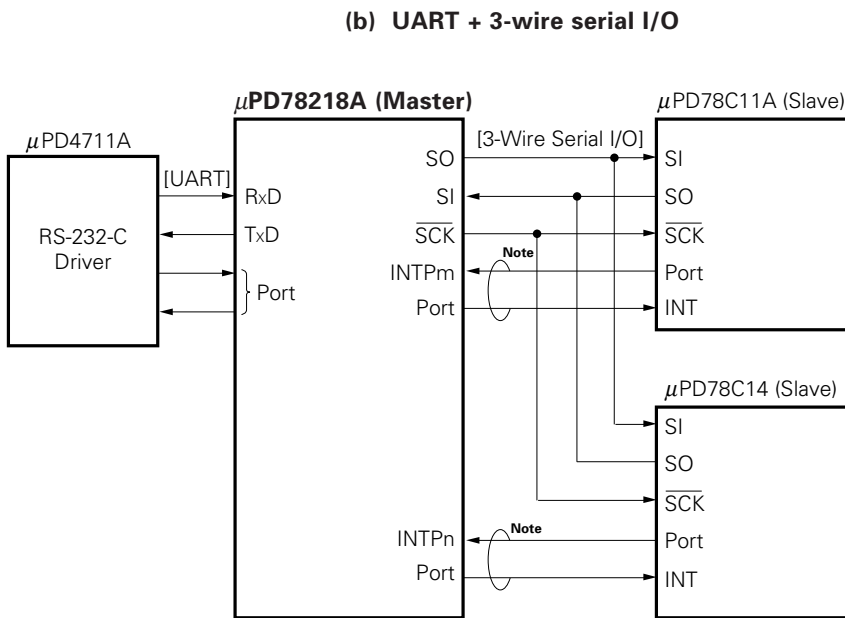 (b) UART + 3-wire serial I/O
µPD4711A
RS-232-C
Driver
[UART]
µPD78218A (Master)
RxD
TxD
Port
SO
SI
SCK
INTPm
Port
INTPn
Port
[3-Wire Serial I/O]
Note
Note
µPD78C11A (Slave)
SI
SO
SCK
Port
INT
µPD78C14 (Slave)
SI
SO
SCK
Port
INT